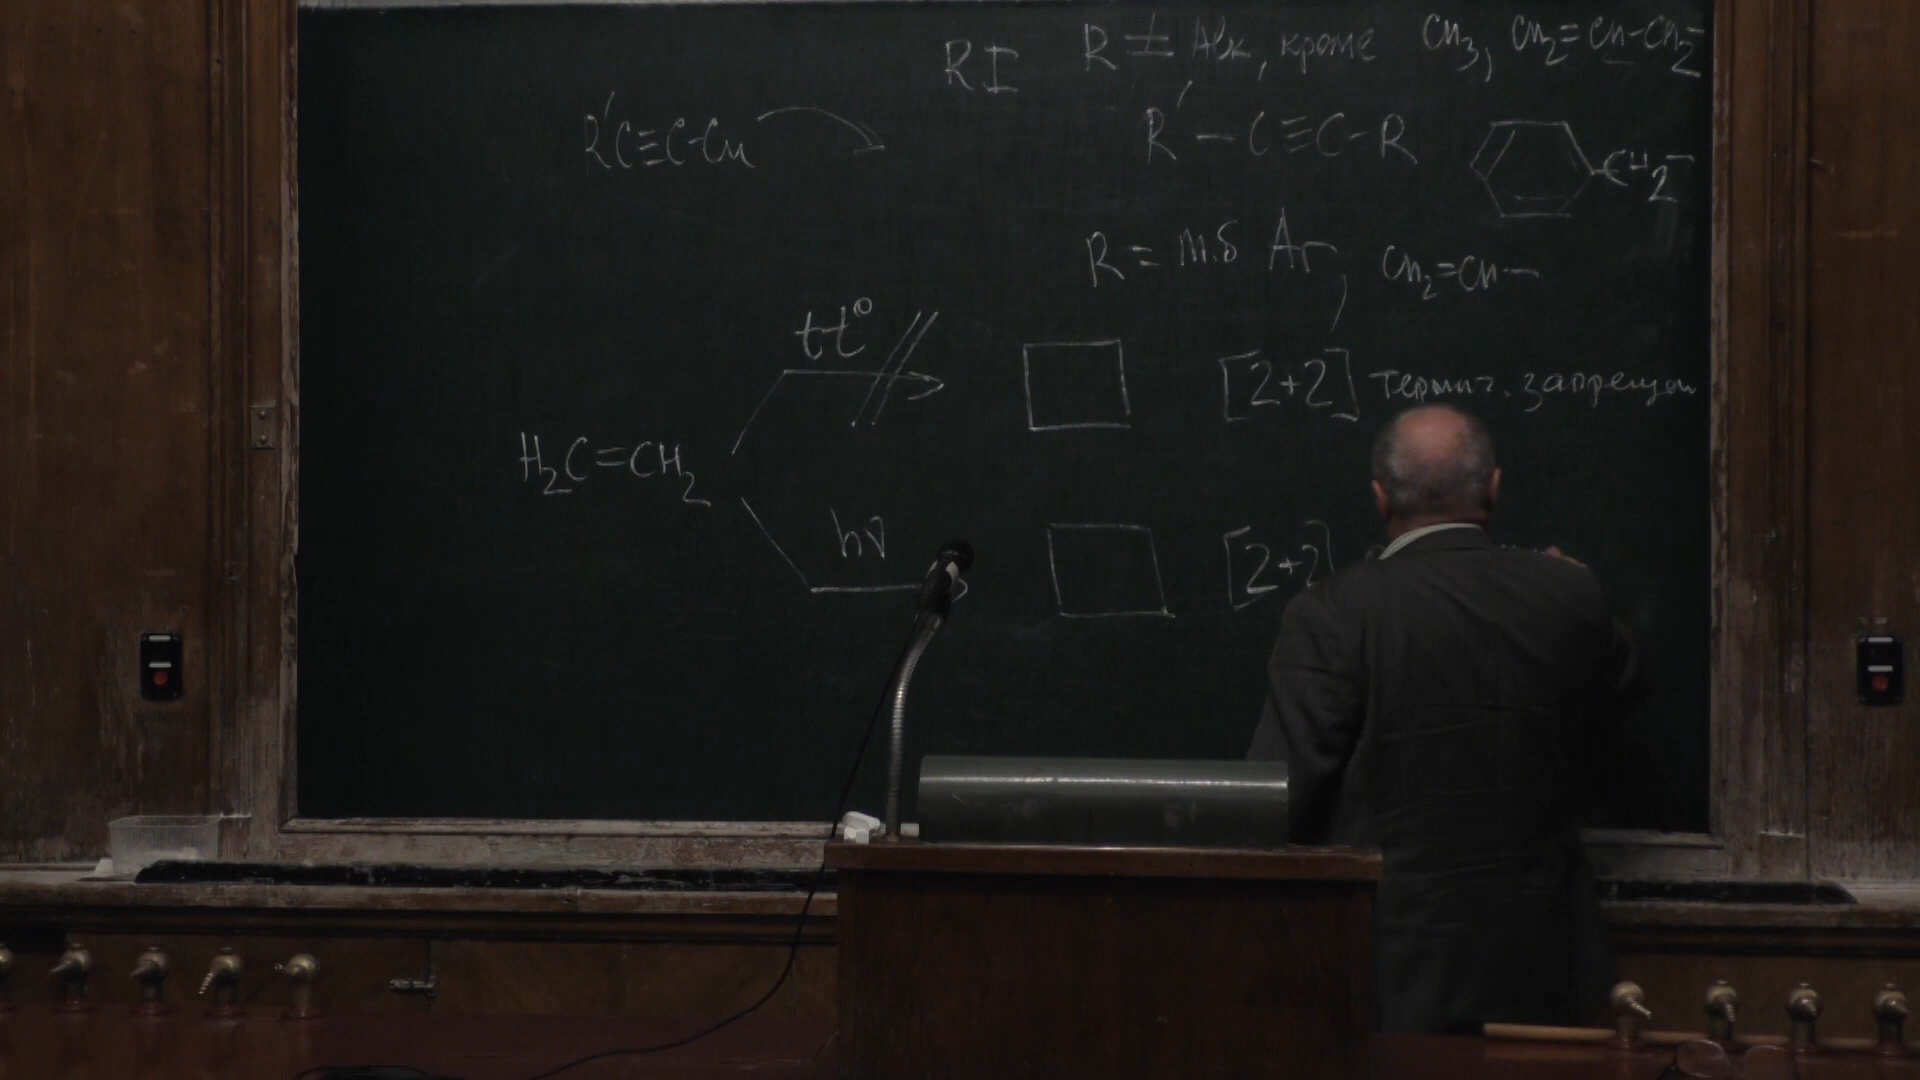 RI R ≠ Alk, кроме CH₃, CH₂=CH-CH₂-
R'C≡C-Cu R'-C≡C-R
CH₂-
R = м.б Ar, CH₂=CH-
tt° [2+2] термич. запрещен
H₂C=CH₂
hν [2+2]